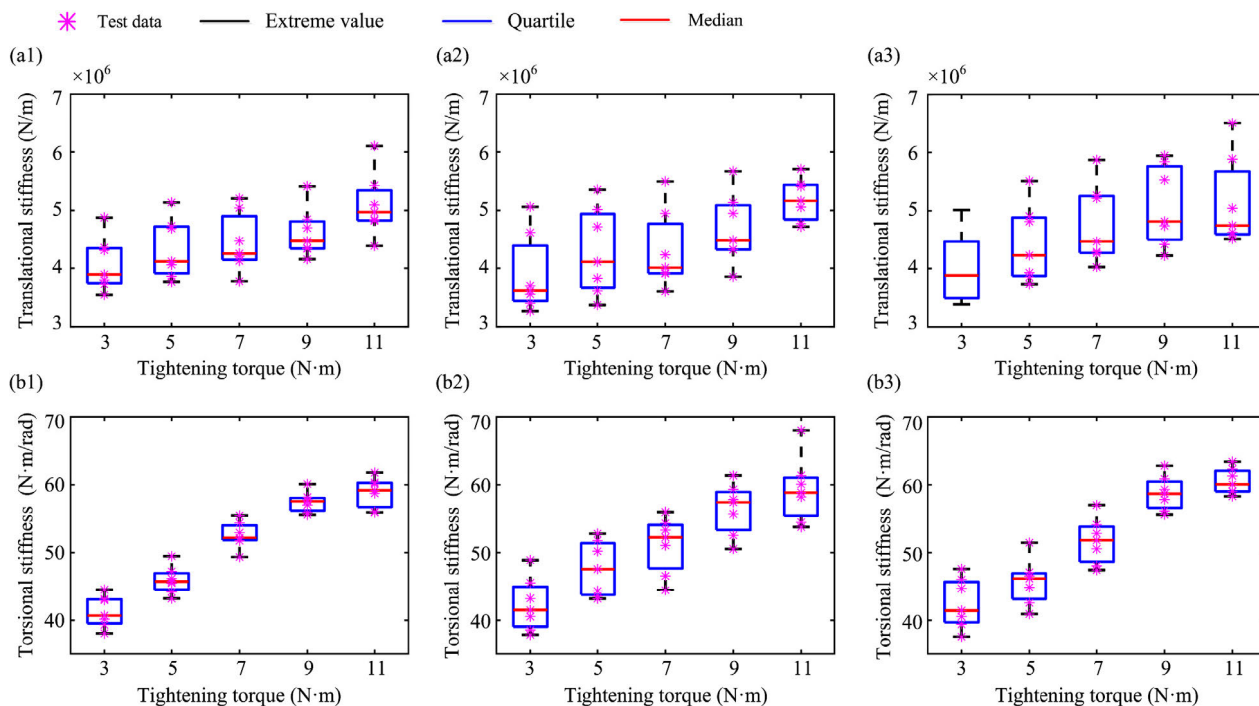 Test data Extreme value Quartile Median
(a1) (a2) (a3)
×10⁶ ×10⁶ ×10⁶
Translational stiffness (N/m) Translational stiffness (N/m) Translational stiffness (N/m)
7 7 7
6 6 6
5 5 5
4 4 4
3 3 3
3 5 7 9 11 3 5 7 9 11 3 5 7 9 11
Tightening torque (N·m) Tightening torque (N·m) Tightening torque (N·m)
(b1) (b2) (b3)
Torsional stiffness (N·m/rad) Torsional stiffness (N·m/rad) Torsional stiffness (N·m/rad)
70 70 70
60 60 60
50 50 50
40 40 40
3 5 7 9 11 3 5 7 9 11 3 5 7 9 11
Tightening torque (N·m) Tightening torque (N·m) Tightening torque (N·m)